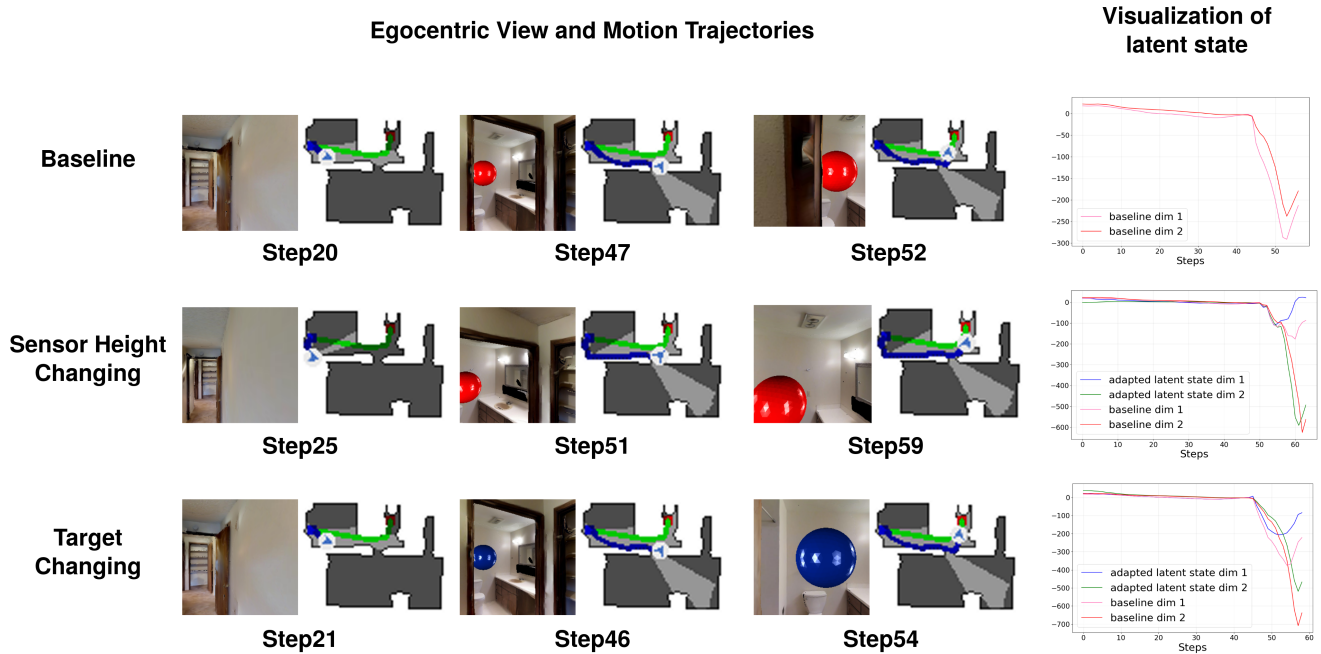 Egocentric View and Motion Trajectories
Visualization of
latent state
Baseline
Step20
Step47
Step52
0
−50
−100
−150
−200
−250
−300
baseline dim 1
baseline dim 2
0 10 20 30 40 50
Steps
Sensor Height
Changing
Step25
Step51
Step59
0
−100
−200
−300
−400
−500
−600
adapted latent state dim 1
adapted latent state dim 2
baseline dim 1
baseline dim 2
0 10 20 30 40 50 60
Steps
Target
Changing
Step21
Step46
Step54
0
−100
−200
−300
−400
−500
−600
−700
adapted latent state dim 1
adapted latent state dim 2
baseline dim 1
baseline dim 2
0 10 20 30 40 50 60
Steps